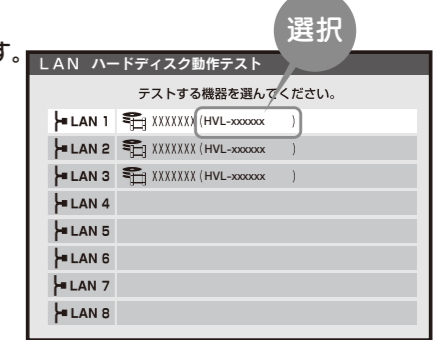 選択
す。
LAN ハードディスク動作テスト
テストする機器を選んでください。
LAN 1 XXXXXXX (HVL-xxxxxx )
LAN 2 XXXXXXX (HVL-xxxxxx )
LAN 3 XXXXXXX (HVL-xxxxxx )
LAN 4
LAN 5
LAN 6
LAN 7
LAN 8